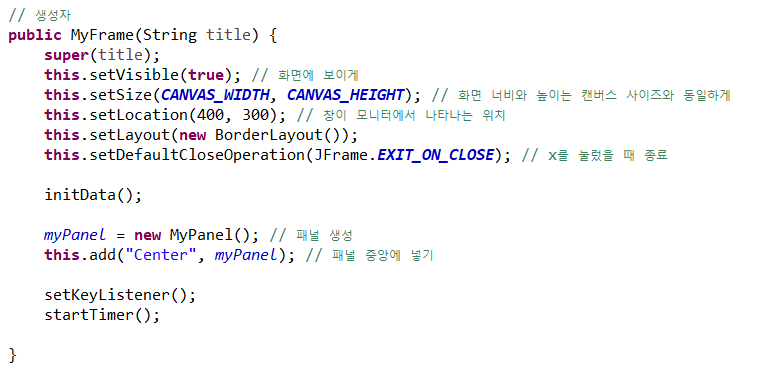 // 생성자
public MyFrame(String title) {
    super(title);
    this.setVisible(true); // 화면에 보이게
    this.setSize(CANVAS_WIDTH, CANVAS_HEIGHT); // 화면 너비와 높이는 캔버스 사이즈와 동일하게
    this.setLocation(400, 300); // 창이 모니터에서 나타나는 위치
    this.setLayout(new BorderLayout());
    this.setDefaultCloseOperation(JFrame.EXIT_ON_CLOSE); // x를 눌렀을 때 종료

    initData();

    myPanel = new MyPanel(); // 패널 생성
    this.add("Center", myPanel); // 패널 중앙에 넣기

    setKeyListener();
    startTimer();

}